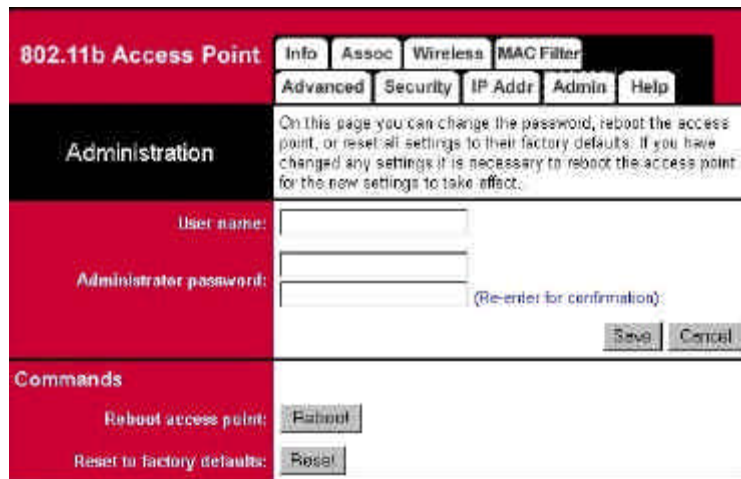 802.11b Access Point
Info Assoc Wireless MAC Filter
Advanced Security IP Addr Admin Help
Administration
On this page you can change the password, reboot the access
point, or reset all settings to their factory defaults. If you have
changed any settings it is necessary to reboot the access point
for the new settings to take effect.
User name:
Administrator password:
(Re-enter for confirmation)
Save Cancel
Commands
Reboot access point: Reboot
Reset to factory defaults: Reset